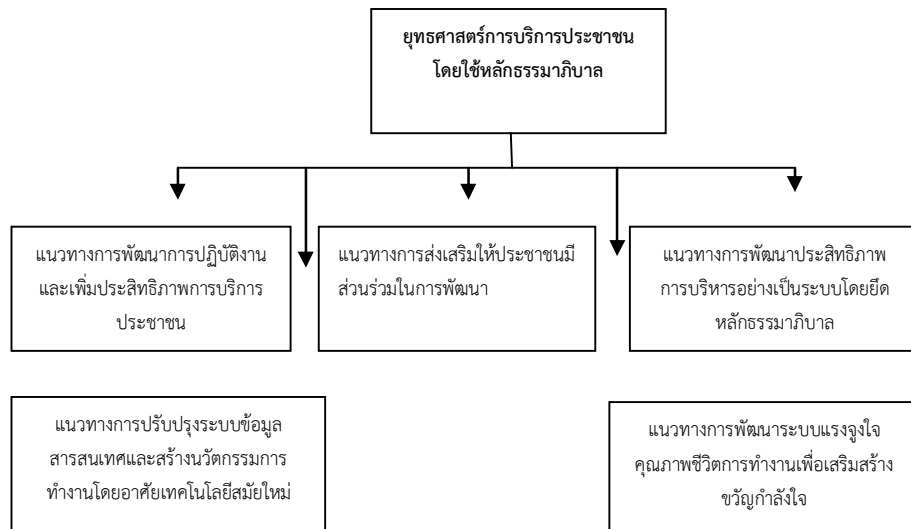 ยุทธศาสตร์การบริการประชาชน
โดยใช้หลักธรรมาภิบาล
แนวทางการพัฒนาการปฏิบัติงาน
และเพิ่มประสิทธิภาพการบริการ
ประชาชน
แนวทางการส่งเสริมให้ประชาชนมี
ส่วนร่วมในการพัฒนา
แนวทางการพัฒนาประสิทธิภาพ
การบริหารอย่างเป็นระบบโดยยึด
หลักธรรมาภิบาล
แนวทางการปรับปรุงระบบข้อมูล
สารสนเทศและสร้างนวัตกรรมการ
ทำงานโดยอาศัยเทคโนโลยีสมัยใหม่
แนวทางการพัฒนาระบบแรงจูงใจ
คุณภาพชีวิตการทำงานเพื่อเสริมสร้าง
ขวัญกำลังใจ